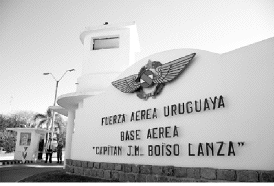 FUERZA AEREA URUGUAYA
BASE AEREA
"CAPITAN J.M. BOISO LANZA"